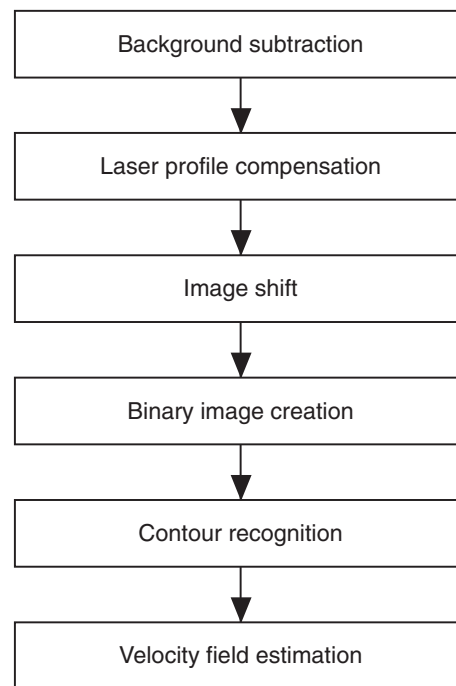 Background subtraction
Laser profile compensation
Image shift
Binary image creation
Contour recognition
Velocity field estimation